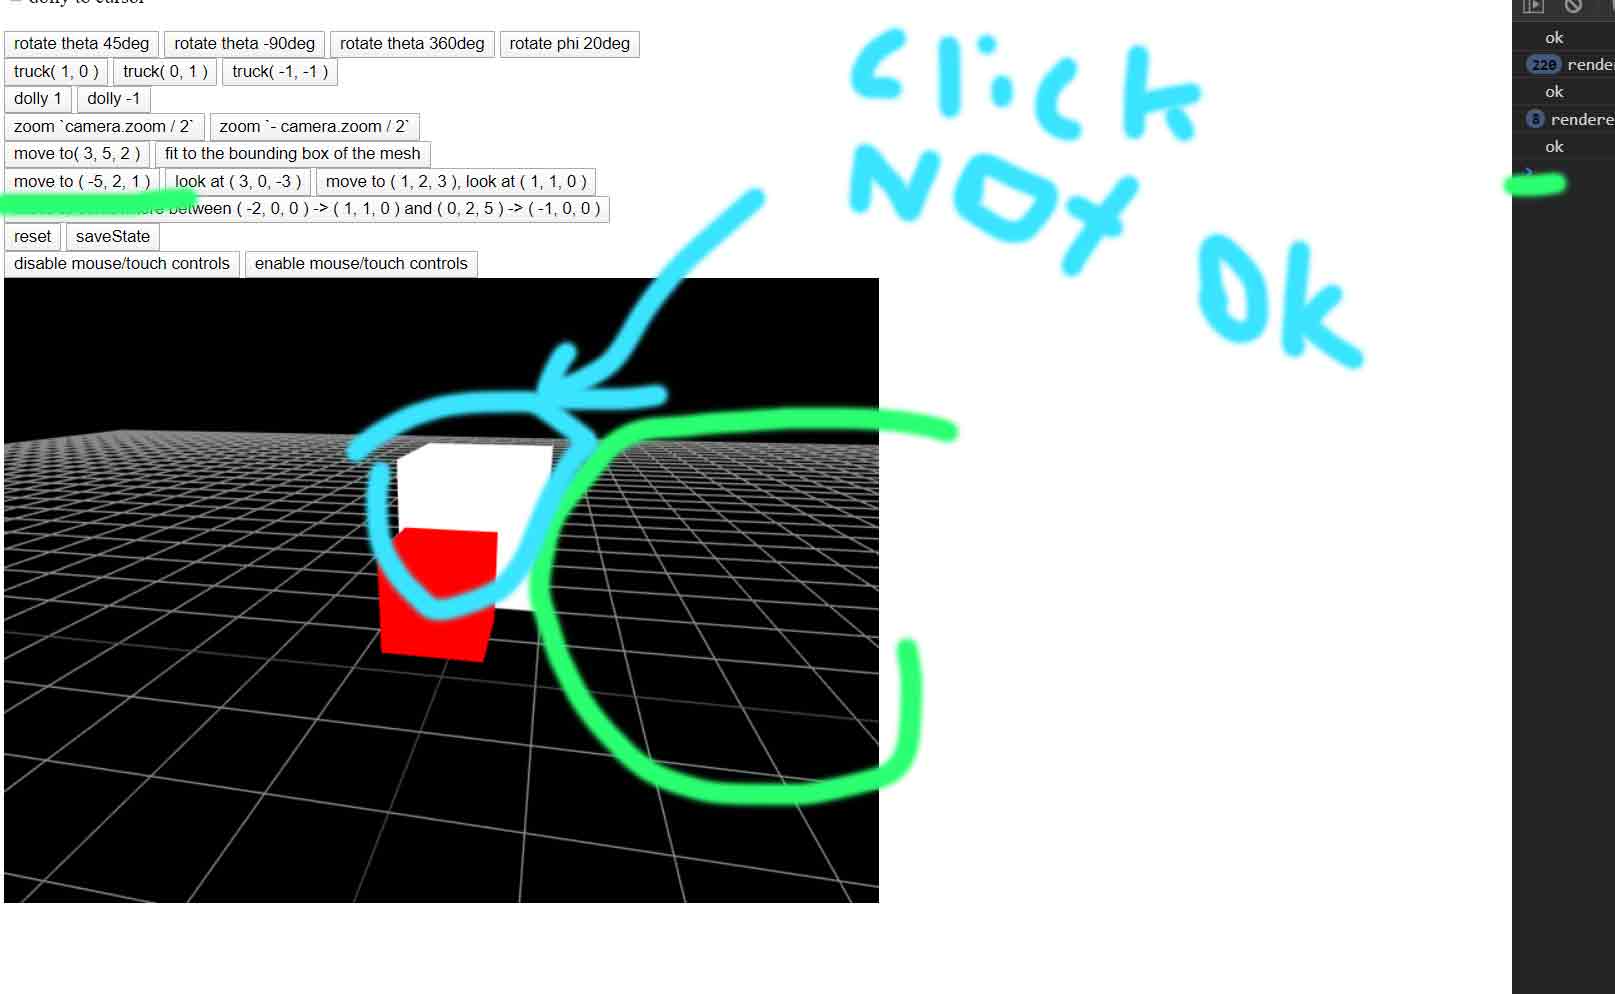 rotate theta 45deg rotate theta -90deg rotate theta 360deg rotate phi 20deg
truck( 1, 0 ) truck( 0, 1 ) truck( -1, -1 )
dolly 1 dolly -1
zoom `camera.zoom / 2` zoom `- camera.zoom / 2`
move to( 3, 5, 2 ) fit to the bounding box of the mesh
move to ( -5, 2, 1 ) look at ( 3, 0, -3 ) move to ( 1, 2, 3 ), look at ( 1, 1, 0 )
between ( -2, 0, 0 ) -> ( 1, 1, 0 ) and ( 0, 2, 5 ) -> ( -1, 0, 0 )
reset saveState
disable mouse/touch controls enable mouse/touch controls
Click
NOt
Ok
ok
220 rende
ok
8 rendere
ok
>